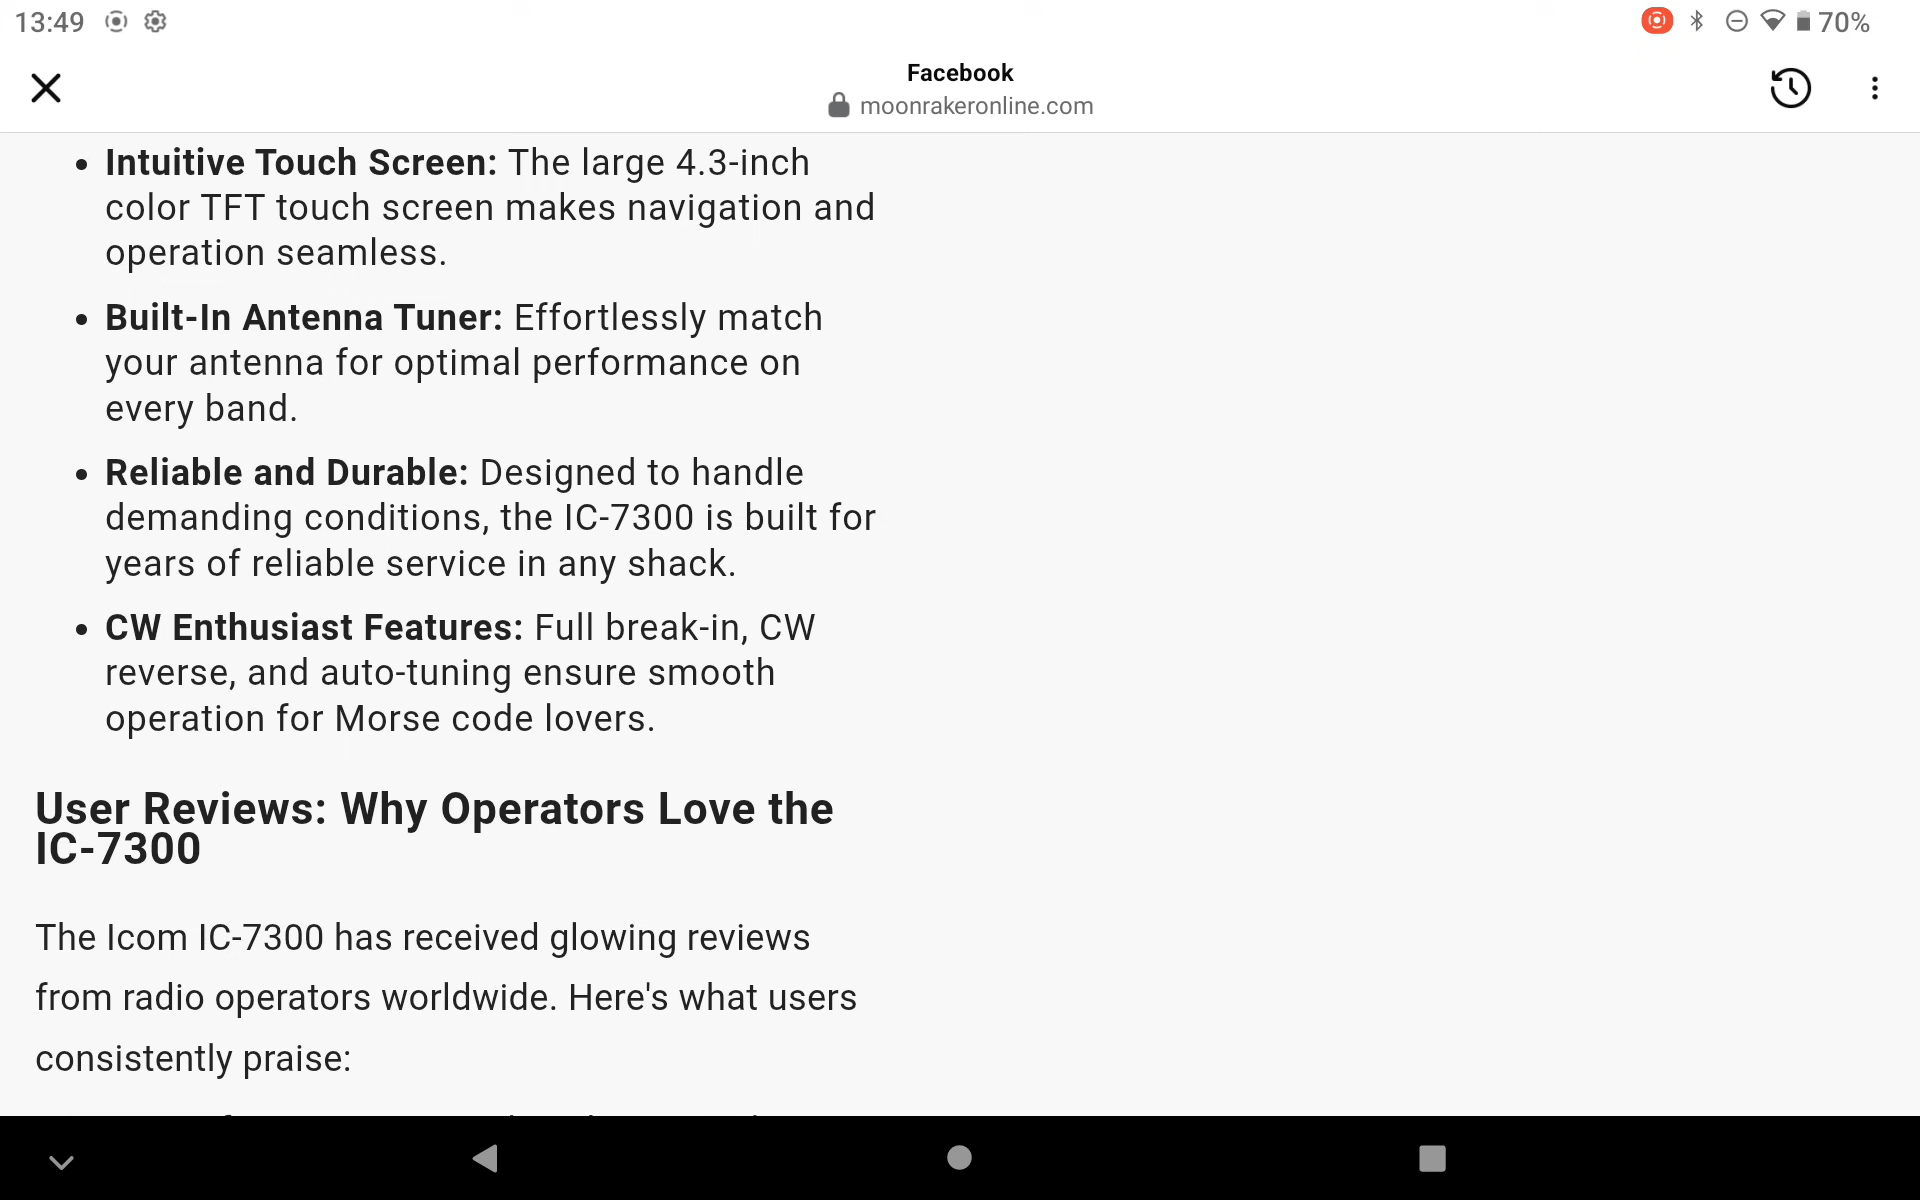 13:49
70%
Facebook
moonrakeronline.com
Intuitive Touch Screen: The large 4.3-inch
color TFT touch screen makes navigation and
operation seamless.
Built-In Antenna Tuner: Effortlessly match
your antenna for optimal performance on
every band.
Reliable and Durable: Designed to handle
demanding conditions, the IC-7300 is built for
years of reliable service in any shack.
CW Enthusiast Features: Full break-in, CW
reverse, and auto-tuning ensure smooth
operation for Morse code lovers.
User Reviews: Why Operators Love the
IC-7300
The Icom IC-7300 has received glowing reviews
from radio operators worldwide. Here's what users
consistently praise: